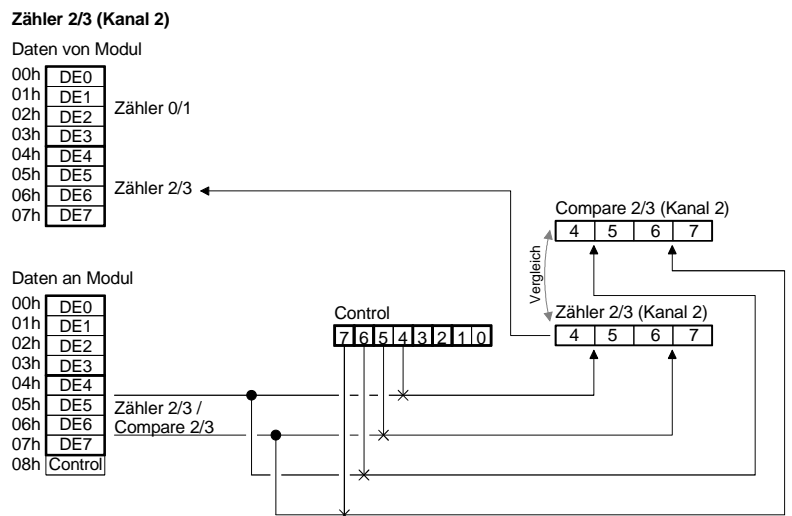 Zähler 2/3 (Kanal 2)
Daten von Modul
00h DE0
01h DE1
02h DE2
03h DE3
Zähler 0/1
04h DE4
05h DE5
06h DE6
07h DE7
Zähler 2/3
Compare 2/3 (Kanal 2)
4 5 6 7
Vergleich
Zähler 2/3 (Kanal 2)
4 5 6 7
Control
7 6 5 4 3 2 1 0
Daten an Modul
00h DE0
01h DE1
02h DE2
03h DE3
04h DE4
05h DE5
06h DE6
07h DE7
08h Control
Zähler 2/3 /
Compare 2/3